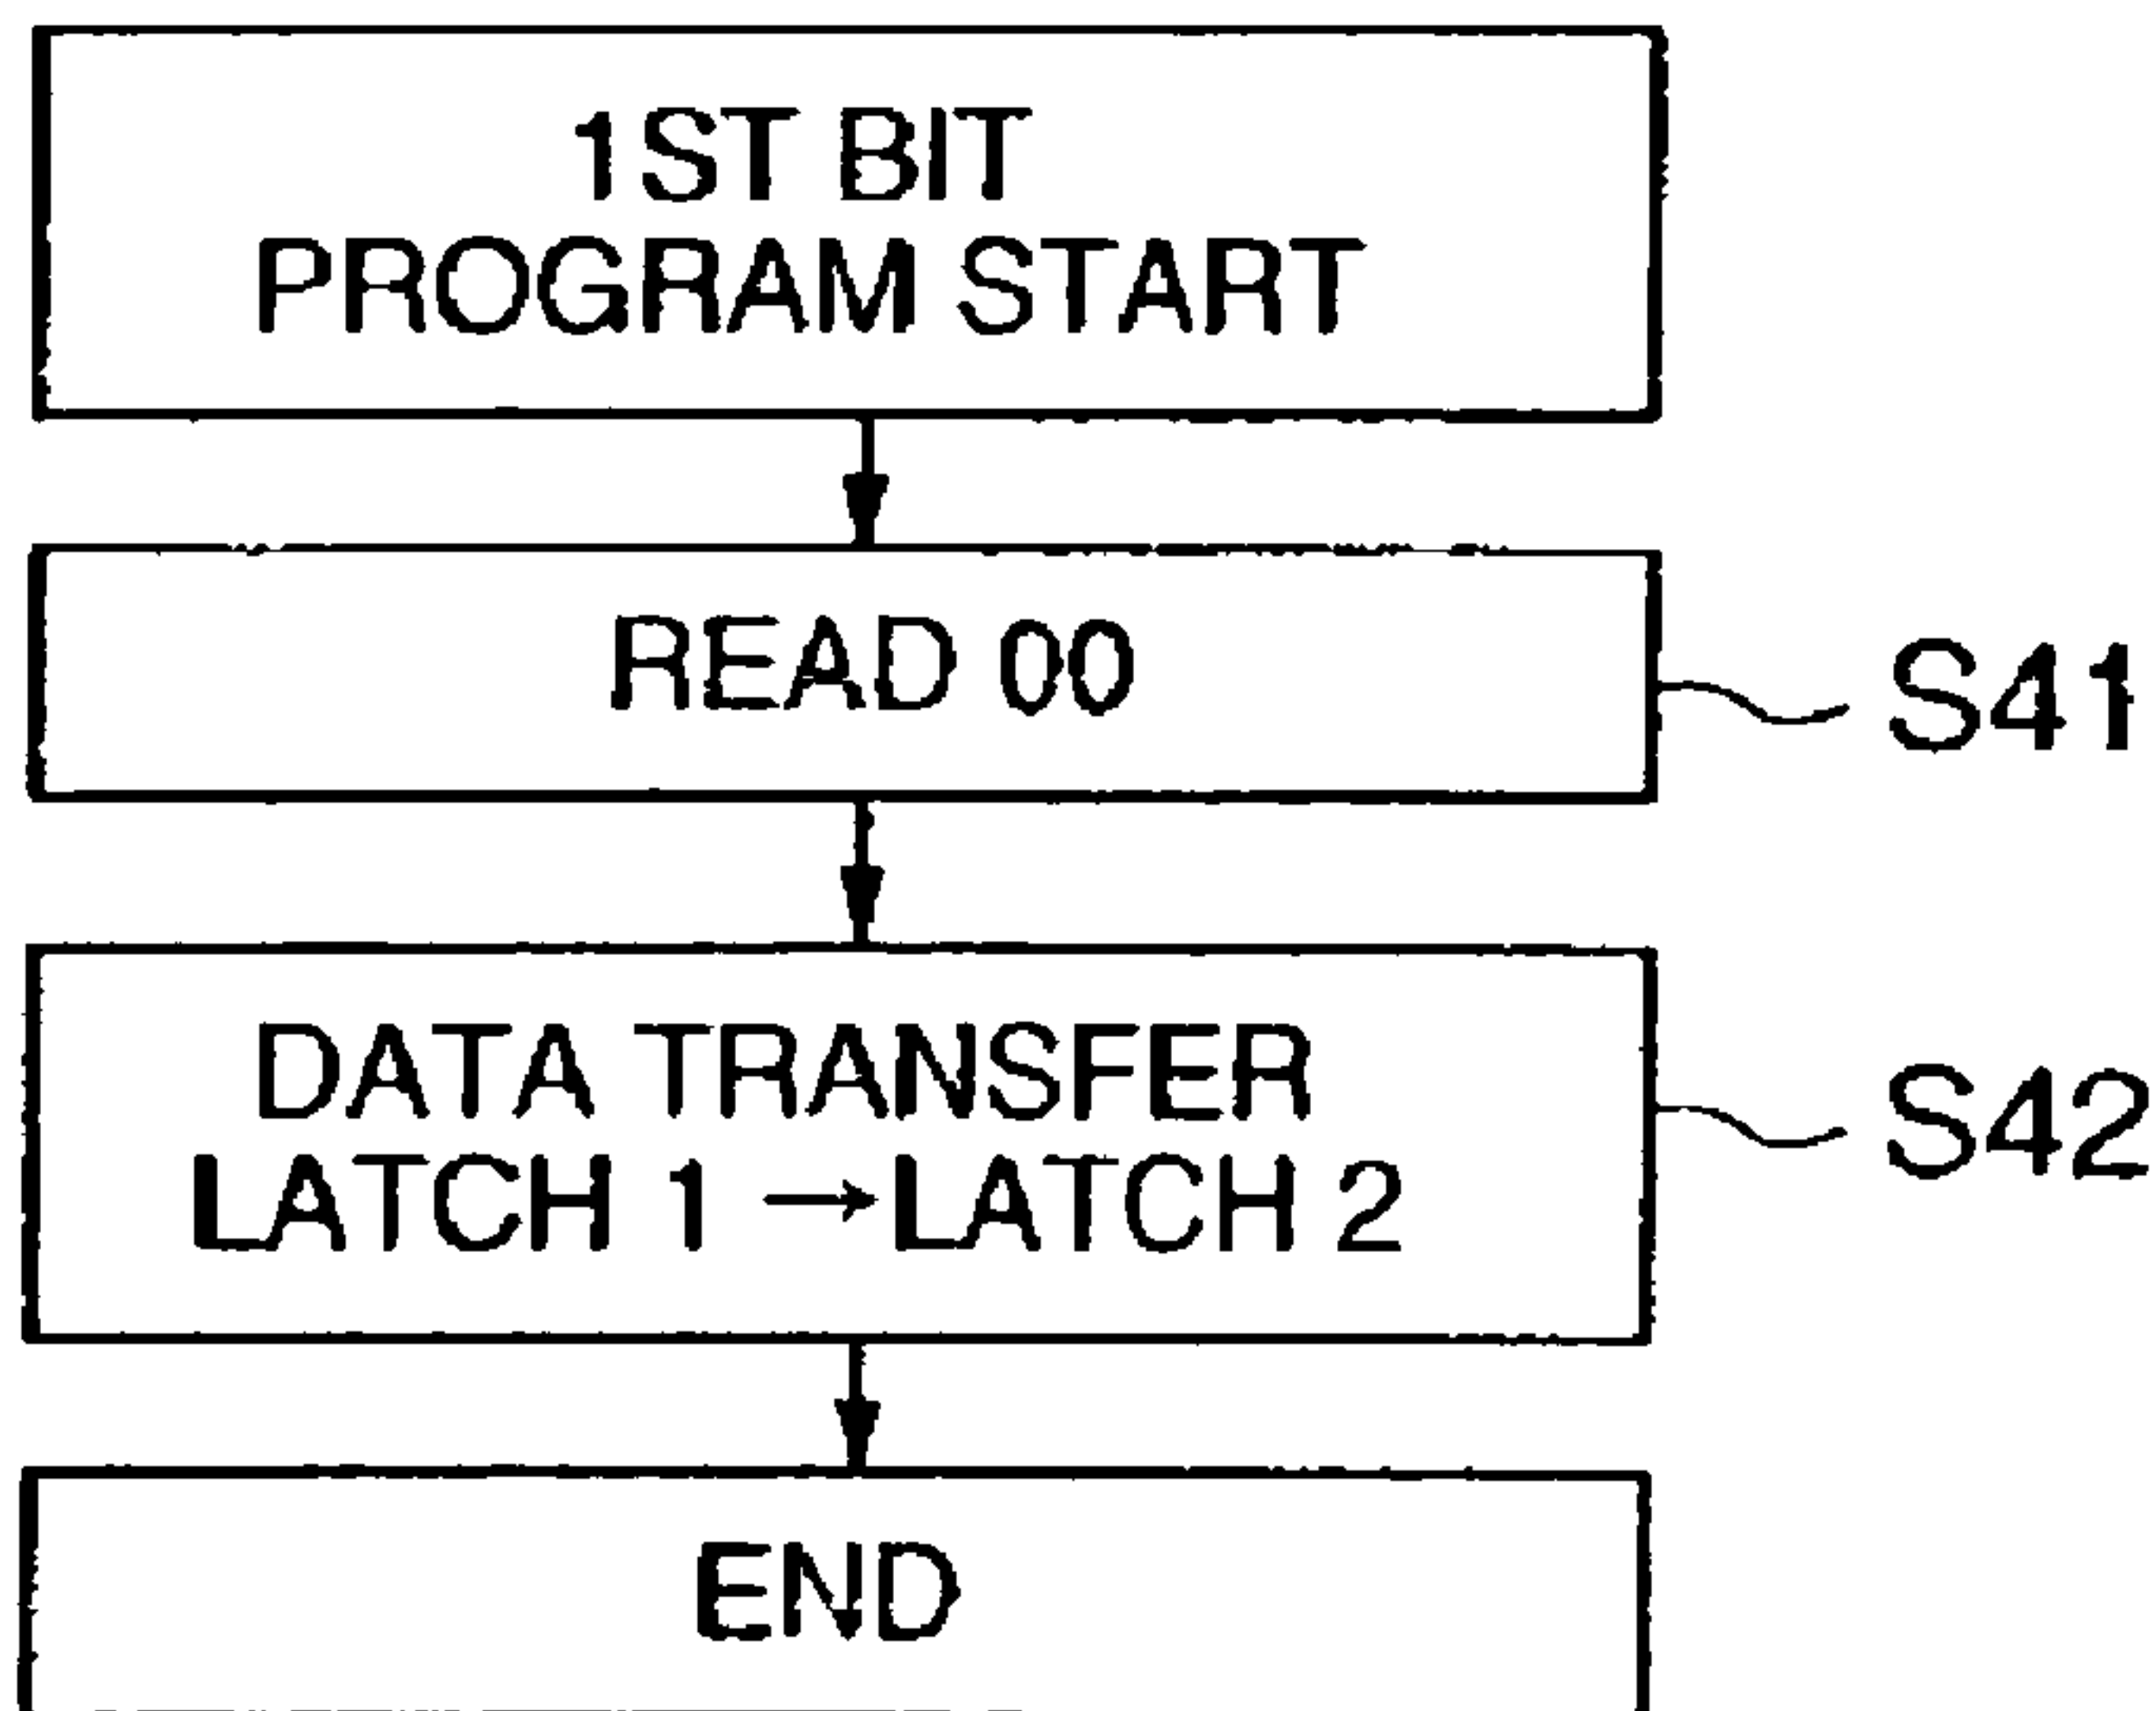 1ST BIT
PROGRAM START
READ 00
S41
DATA TRANSFER
LATCH 1 → LATCH 2
S42
END